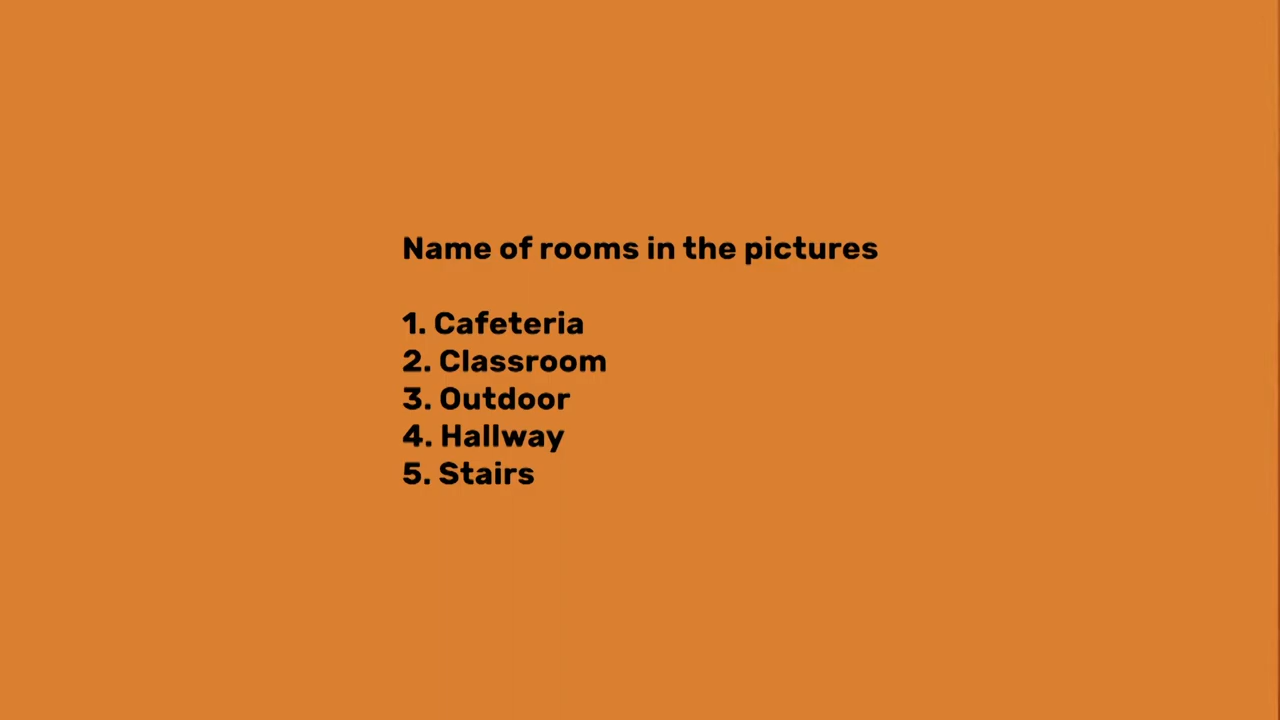 Name of rooms in the pictures
1. Cafeteria
2. Classroom
3. Outdoor
4. Hallway
5. Stairs